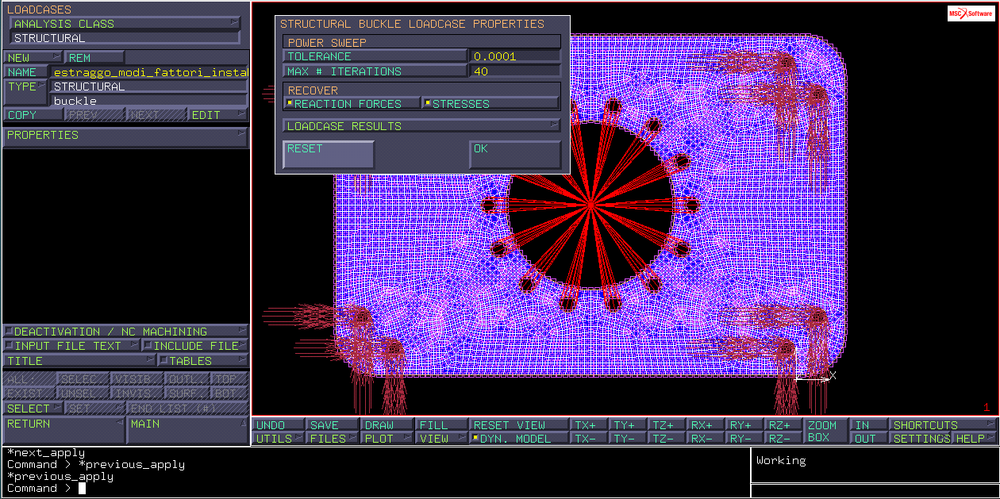 LOADCASES
ANALYSIS CLASS
STRUCTURAL
NEW REM
NAME estraggo_modi_fattori_instal
TYPE STRUCTURAL
buckle
COPY PREV NEXT EDIT
PROPERTIES
DEACTIVATION / NC MACHINING
INPUT FILE TEXT INCLUDE FILE
TITLE TABLES
ALL: SELEC. VISIB. OUTL. TOP
EXIST. UNSEL. INVIS. SURF. BOT.
SELECT SET END LIST (#)
RETURN MAIN
STRUCTURAL BUCKLE LOADCASE PROPERTIES
POWER SWEEP
TOLERANCE 0.0001
MAX # ITERATIONS 40
RECOVER
REACTION FORCES STRESSES
LOADCASE RESULTS
RESET OK
MSC Software
X
1
UNDO SAVE DRAW FILL RESET VIEW TX+ TY+ TZ+ RX+ RY+ RZ+ ZOOM BOX IN SHORTCUTS
UTILS FILES PLOT VIEW DYN. MODEL TX- TY- TZ- RX- RY- RZ- OUT SETTINGS HELP
*next_apply
Command > *previous_apply
*previous_apply
Command >
Working